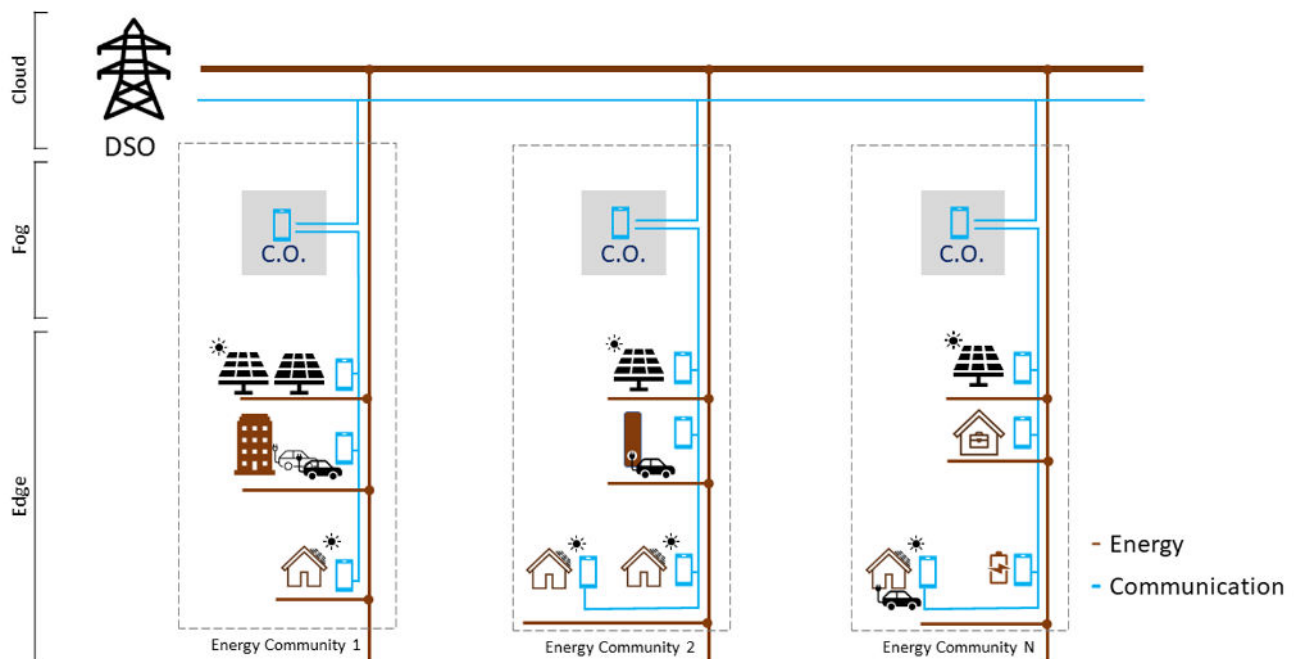 Cloud
DSO
Fog
C.O.
C.O.
C.O.
Edge
Energy
Communication
Energy Community 1
Energy Community 2
Energy Community N